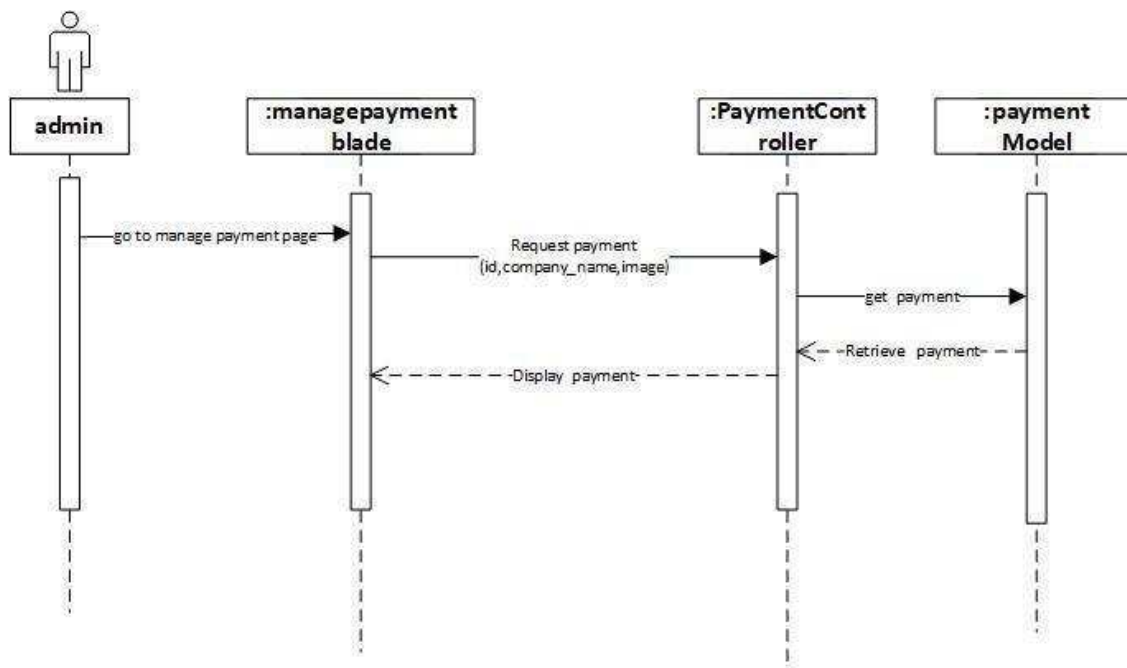 admin
:managepayment
blade
:PaymentCont
roller
:payment
Model
go to manage payment page
Request payment
(id,company_name,image)
get payment
Retrieve payment
Display payment